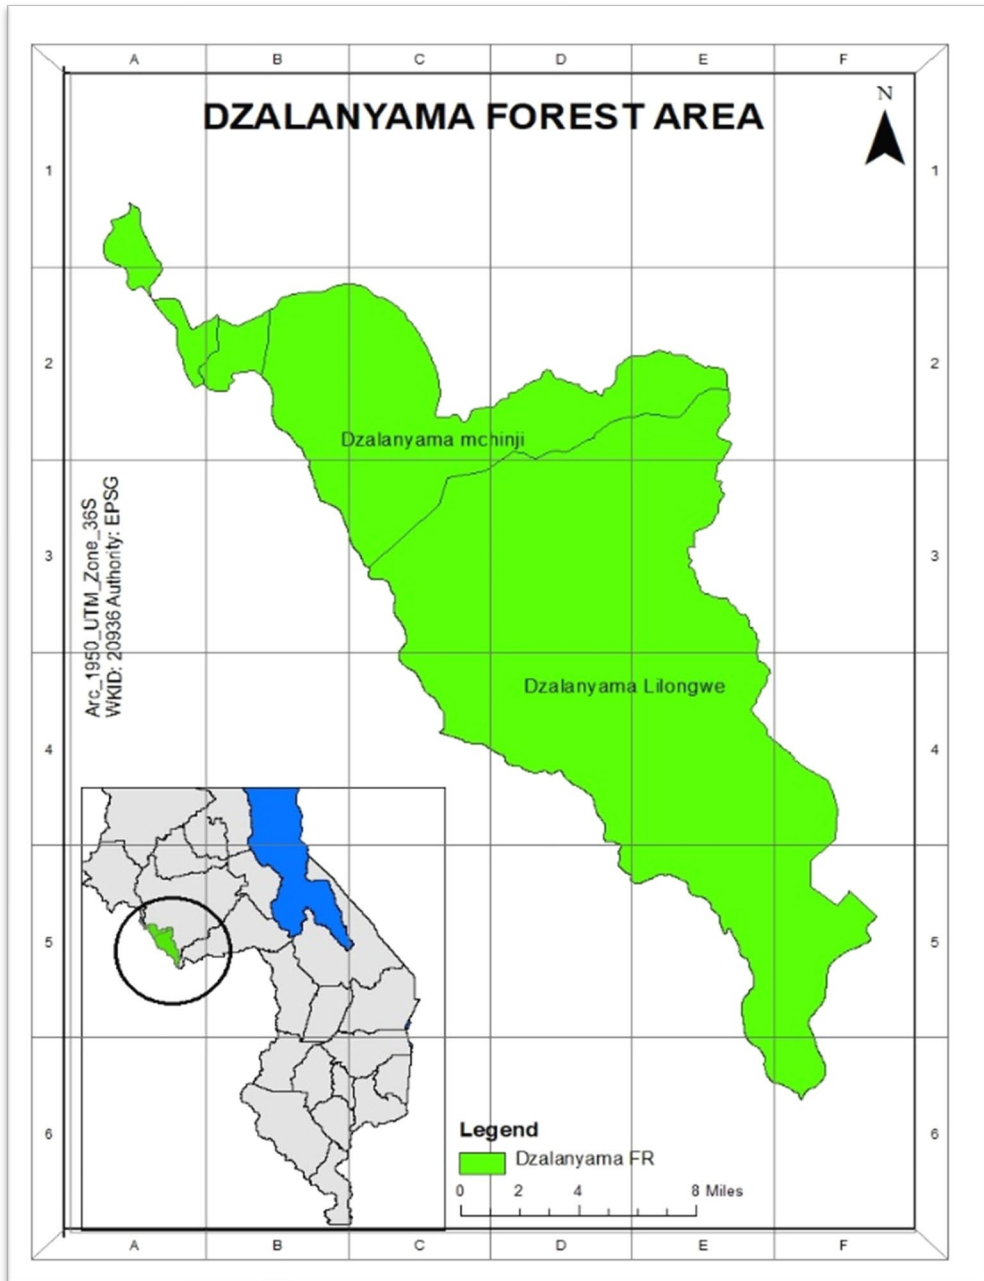 A B C D E F
DZALANYAMA FOREST AREA
N
1 1
2 2
Dzalanyama mchinji
3 3
Arc_1950_UTM_Zone_36S
WKID: 20936 Authority: EPSG
Dzalanyama Lilongwe
4 4
5 5
6 6
Legend
Dzalanyama FR
0 2 4 8 Miles
A B C D E F